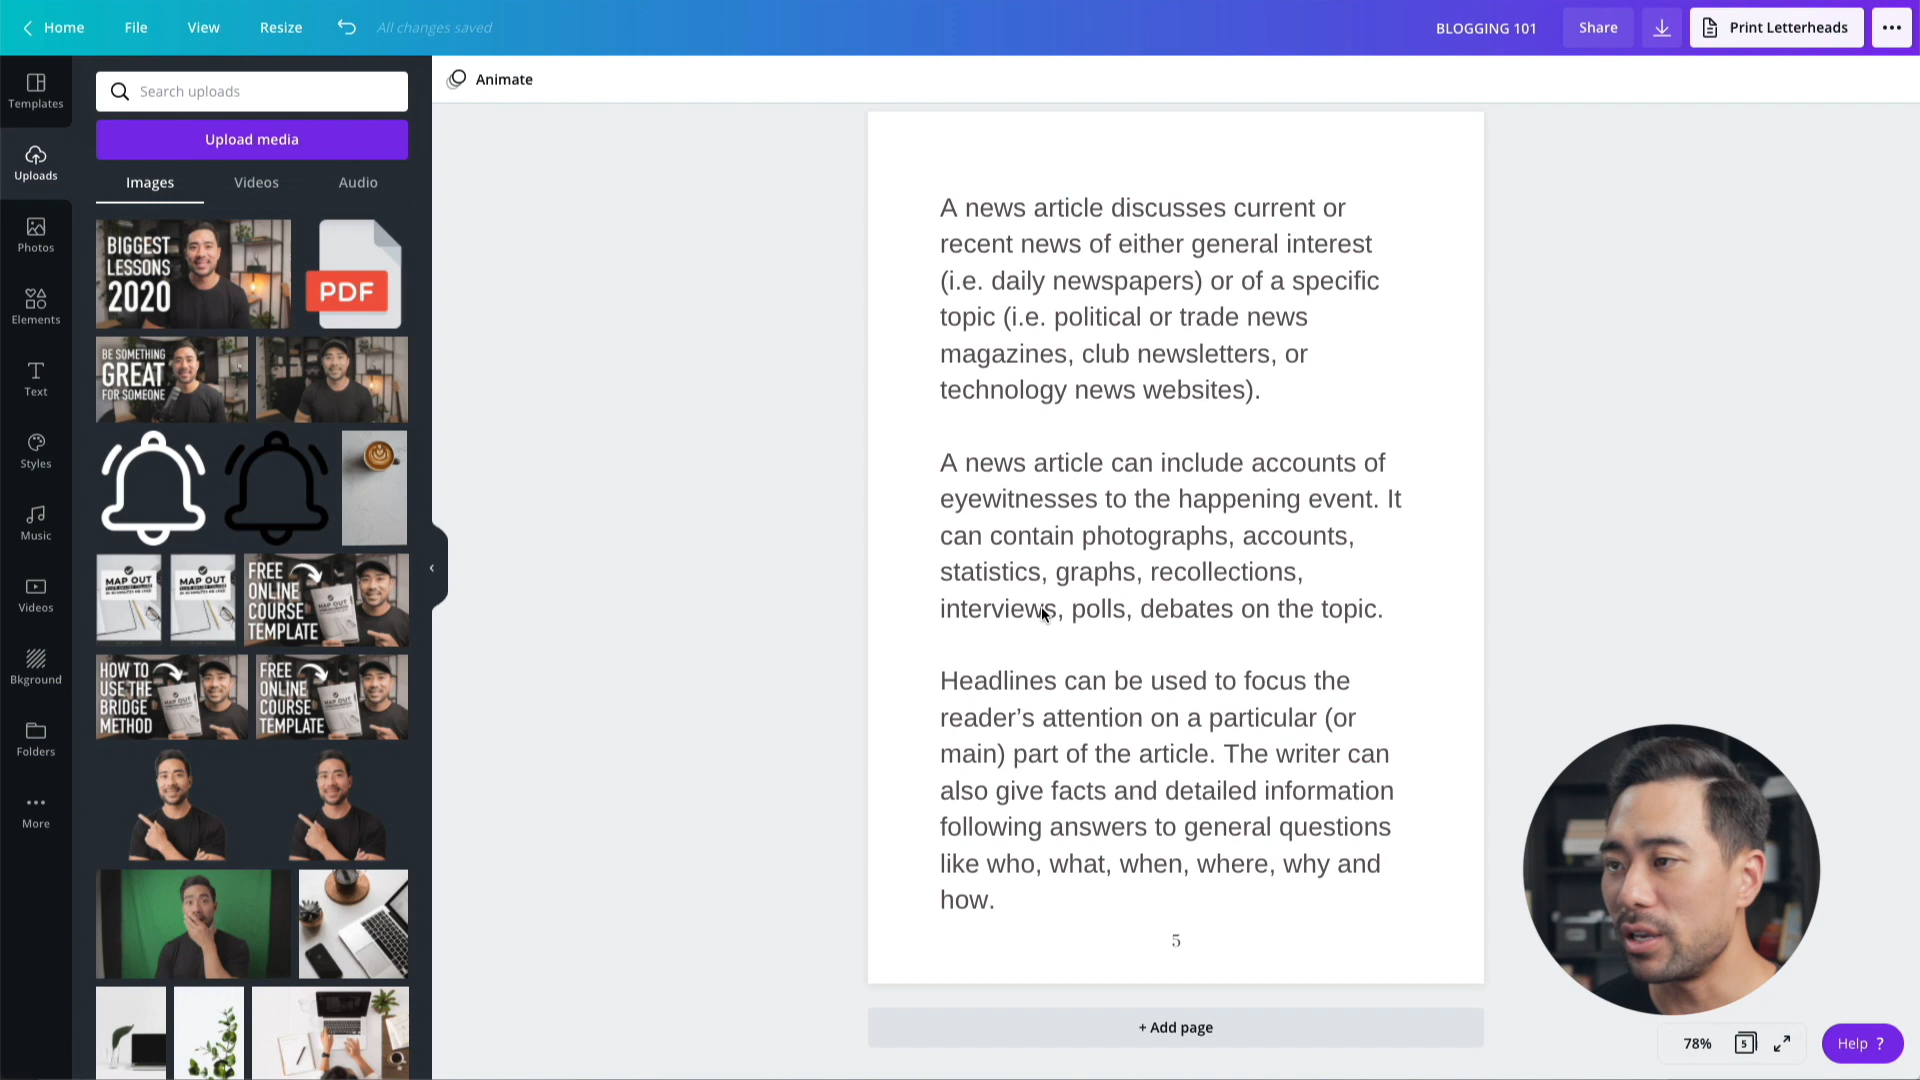 Home
File
View
Resize
All changes saved
BLOGGING 101
Share
Print Letterheads
Templates
Uploads
Photos
Elements
Text
Styles
Music
Videos
Bkground
Folders
More
Search uploads
Upload media
Images
Videos
Audio
BIGGEST
LESSONS
2020
PDF
BE SOMETHING
GREAT
FOR SOMEONE
MAP OUT
MAP OUT
FREE
ONLINE
COURSE
TEMPLATE
MAP OUT
HOW TO
USE THE
BRIDGE
METHOD
FREE
ONLINE
COURSE
TEMPLATE
Animate
A news article discusses current or
recent news of either general interest
(i.e. daily newspapers) or of a specific
topic (i.e. political or trade news
magazines, club newsletters, or
technology news websites).
A news article can include accounts of
eyewitnesses to the happening event. It
can contain photographs, accounts,
statistics, graphs, recollections,
interviews, polls, debates on the topic.
Headlines can be used to focus the
reader’s attention on a particular (or
main) part of the article. The writer can
also give facts and detailed information
following answers to general questions
like who, what, when, where, why and
how.
5
+ Add page
78%
5
Help ?